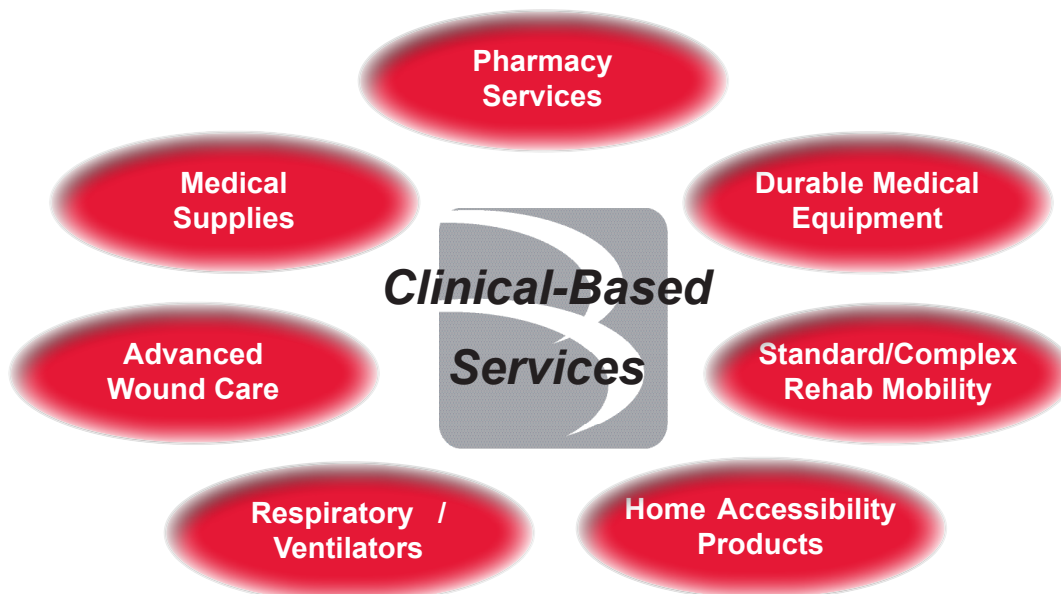 Pharmacy
Services
Medical
Supplies
Durable Medical
Equipment
Clinical-Based
Services
Advanced
Wound Care
Standard/Complex
Rehab Mobility
Respiratory /
Ventilators
Home Accessibility
Products